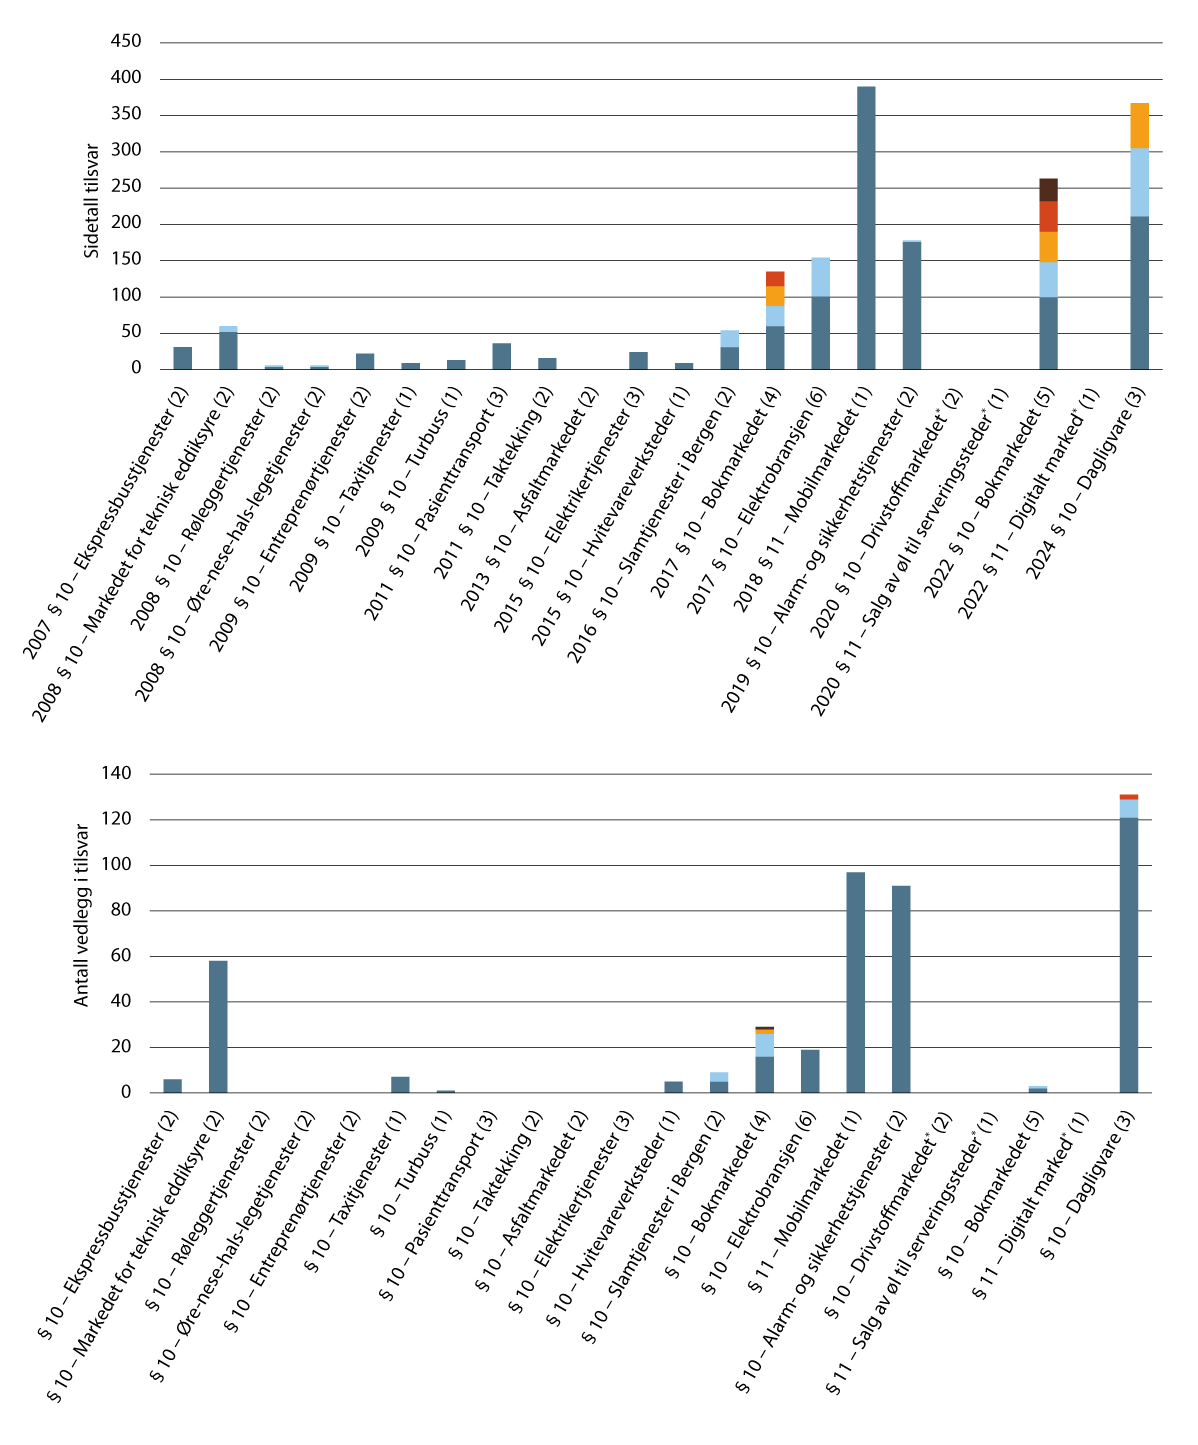 450
400
350
300
250
200
150
100
50
0
Sidetall tilsvar
2007 § 10 – Ekspressbusstjenester (2)
2008 § 10 – Markedet for teknisk eddiksyre (2)
2008 § 10 – Røleggertjenester (2)
2008 § 10 – Øre-nese-hals-legetjenester (2)
2009 § 10 – Entreprenørtjenester (2)
2009 § 10 – Taxitjenester (1)
2009 § 10 – Turbuss (1)
2011 § 10 – Pasienttransport (3)
2011 § 10 – Taktekking (2)
2013 § 10 – Asfaltmarkedet (2)
2015 § 10 – Elektrikertjenester (3)
2015 § 10 – Hvitevareverksteder (1)
2016 § 10 – Slamtjenester i Bergen (2)
2017 § 10 – Bokmarkedet (4)
2017 § 10 – Elektrobransjen (6)
2018 § 11 – Mobilmarkedet (1)
2019 § 10 – Alarm- og sikkerhetstjenester (2)
2020 § 10 – Drivstoffmarkedet* (2)
2020 § 11 – Salg av øl til serveringssteder* (1)
2022 § 10 – Bokmarkedet (5)
2022 § 11 – Digitalt marked* (1)
2024 § 10 – Dagligvare (3)
140
120
100
80
60
40
20
0
Antall vedlegg i tilsvar
§ 10 – Ekspressbusstjenester (2)
§ 10 – Markedet for teknisk eddiksyre (2)
§ 10 – Røleggertjenester (2)
§ 10 – Øre-nese-hals-legetjenester (2)
§ 10 – Entreprenørtjenester (2)
§ 10 – Taxitjenester (1)
§ 10 – Turbuss (1)
§ 10 – Pasienttransport (3)
§ 10 – Taktekking (2)
§ 10 – Asfaltmarkedet (2)
§ 10 – Elektrikertjenester (3)
§ 10 – Hvitevareverksteder (1)
§ 10 – Slamtjenester i Bergen (2)
§ 10 – Bokmarkedet (4)
§ 10 – Elektrobransjen (6)
§ 11 – Mobilmarkedet (1)
§ 10 – Alarm- og sikkerhetstjenester (2)
§ 10 – Drivstoffmarkedet* (2)
§ 11 – Salg av øl til serveringssteder* (1)
§ 10 – Bokmarkedet (5)
§ 11 – Digitalt marked* (1)
§ 10 – Dagligvare (3)